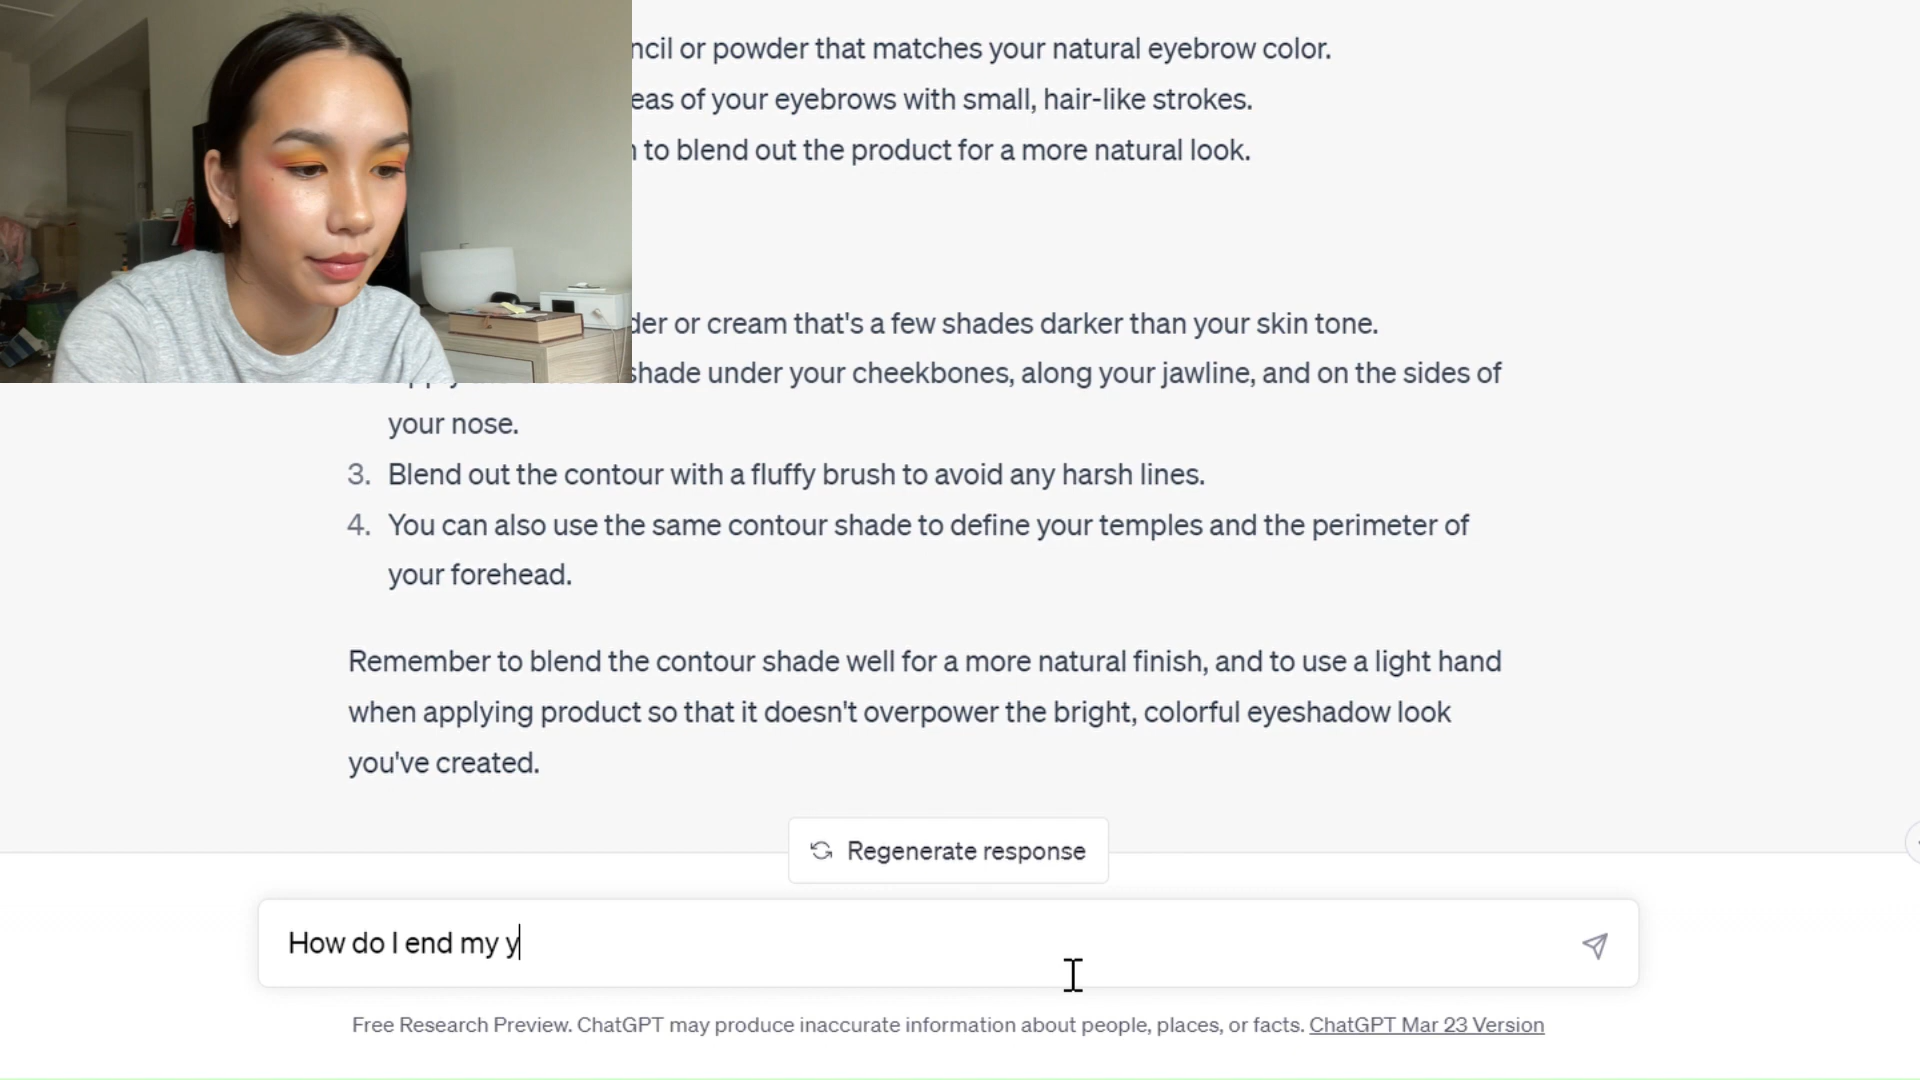 or powder that matches your natural eyebrow color.
of your eyebrows with small, hair-like strokes.
to blend out the product for a more natural look.
or cream that's a few shades darker than your skin tone.
shade under your cheekbones, along your jawline, and on the sides of
your nose.
3. Blend out the contour with a fluffy brush to avoid any harsh lines.
4. You can also use the same contour shade to define your temples and the perimeter of
your forehead.
Remember to blend the contour shade well for a more natural finish, and to use a light hand
when applying product so that it doesn't overpower the bright, colorful eyeshadow look
you've created.
Regenerate response
How do I end my y
Free Research Preview. ChatGPT may produce inaccurate information about people, places, or facts. ChatGPT Mar 23 Version